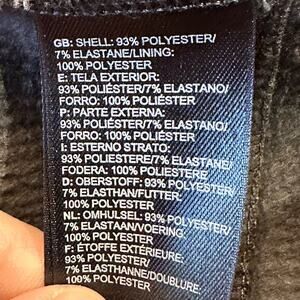 GB: SHELL: 93% POLYESTER/
7% ELASTANE/LINING:
100% POLYESTER
E: TELA EXTERIOR:
93% POLIÉSTER/7% ELASTANO/
FORRO: 100% POLIÉSTER
P: PARTE EXTERNA:
93% POLIÉSTER/7% ELASTANO/
FORRO: 100% POLIÉSTER
I: ESTERNO STRATO:
93% POLIESTERE/7% ELASTANE/
FODERA: 100% POLIESTERE
D: OBERSTOFF: 93% POLYESTER/
7% ELASTHAN/FUTTER:
100% POLYESTER
NL: OMHULSEL: 93% POLYESTER/
7% ELASTAAN/VOERING:
100% POLYESTER
F: ÉTOFFE EXTÉRIEURE:
93% POLYESTER/
7% ÉLASTHANNE/DOUBLURE:
100% POLYESTER